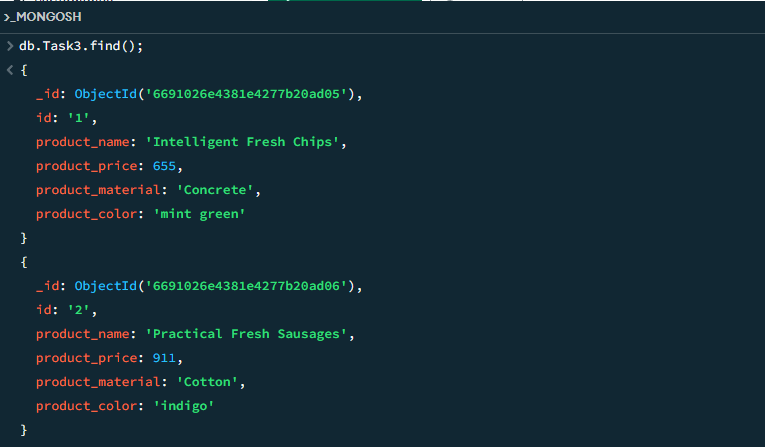 >_MONGOSH
> db.Task3.find();
< {
_id: ObjectId('6691026e4381e4277b20ad05'),
id: '1',
product_name: 'Intelligent Fresh Chips',
product_price: 655,
product_material: 'Concrete',
product_color: 'mint green'
}
{
_id: ObjectId('6691026e4381e4277b20ad06'),
id: '2',
product_name: 'Practical Fresh Sausages',
product_price: 911,
product_material: 'Cotton',
product_color: 'indigo'
}